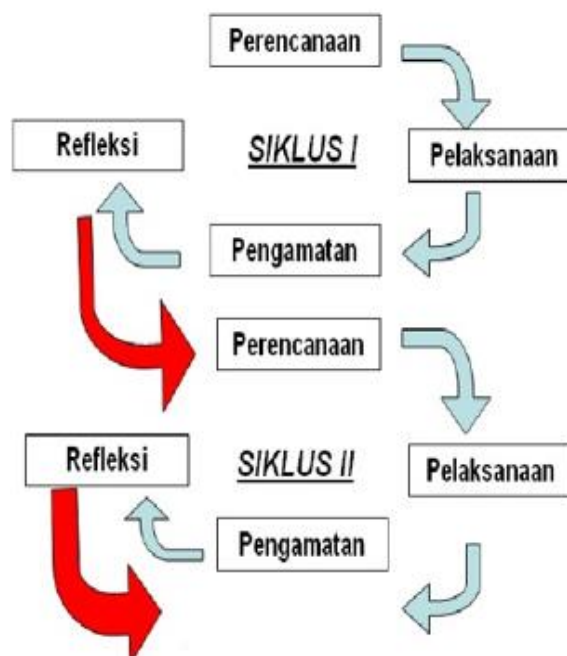 Perencanaan
Refleksi
SIKLUS I
Pelaksanaan
Pengamatan
Perencanaan
Refleksi
SIKLUS II
Pelaksanaan
Pengamatan